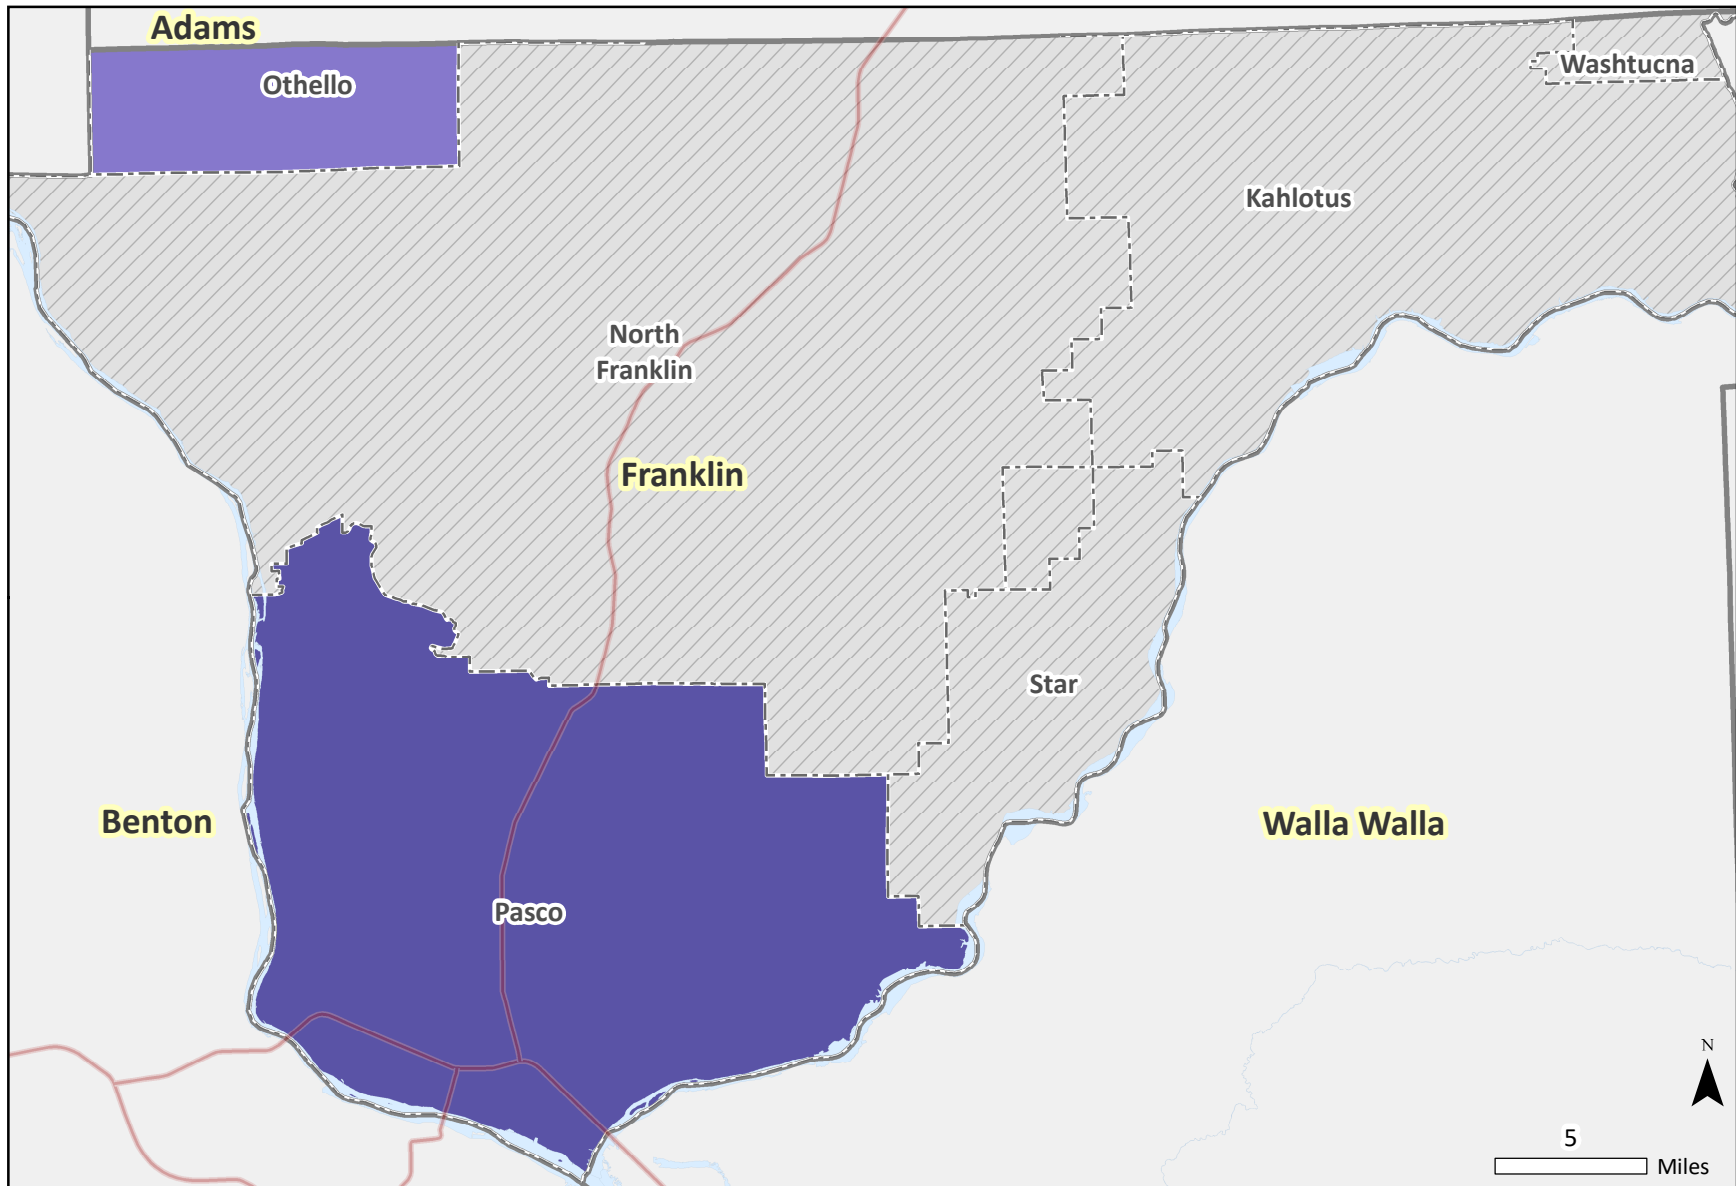 Adams
Othello
Washtucna
Kahlotus
North
Franklin
Franklin
Star
Benton
Walla Walla
Pasco
N
5
Miles